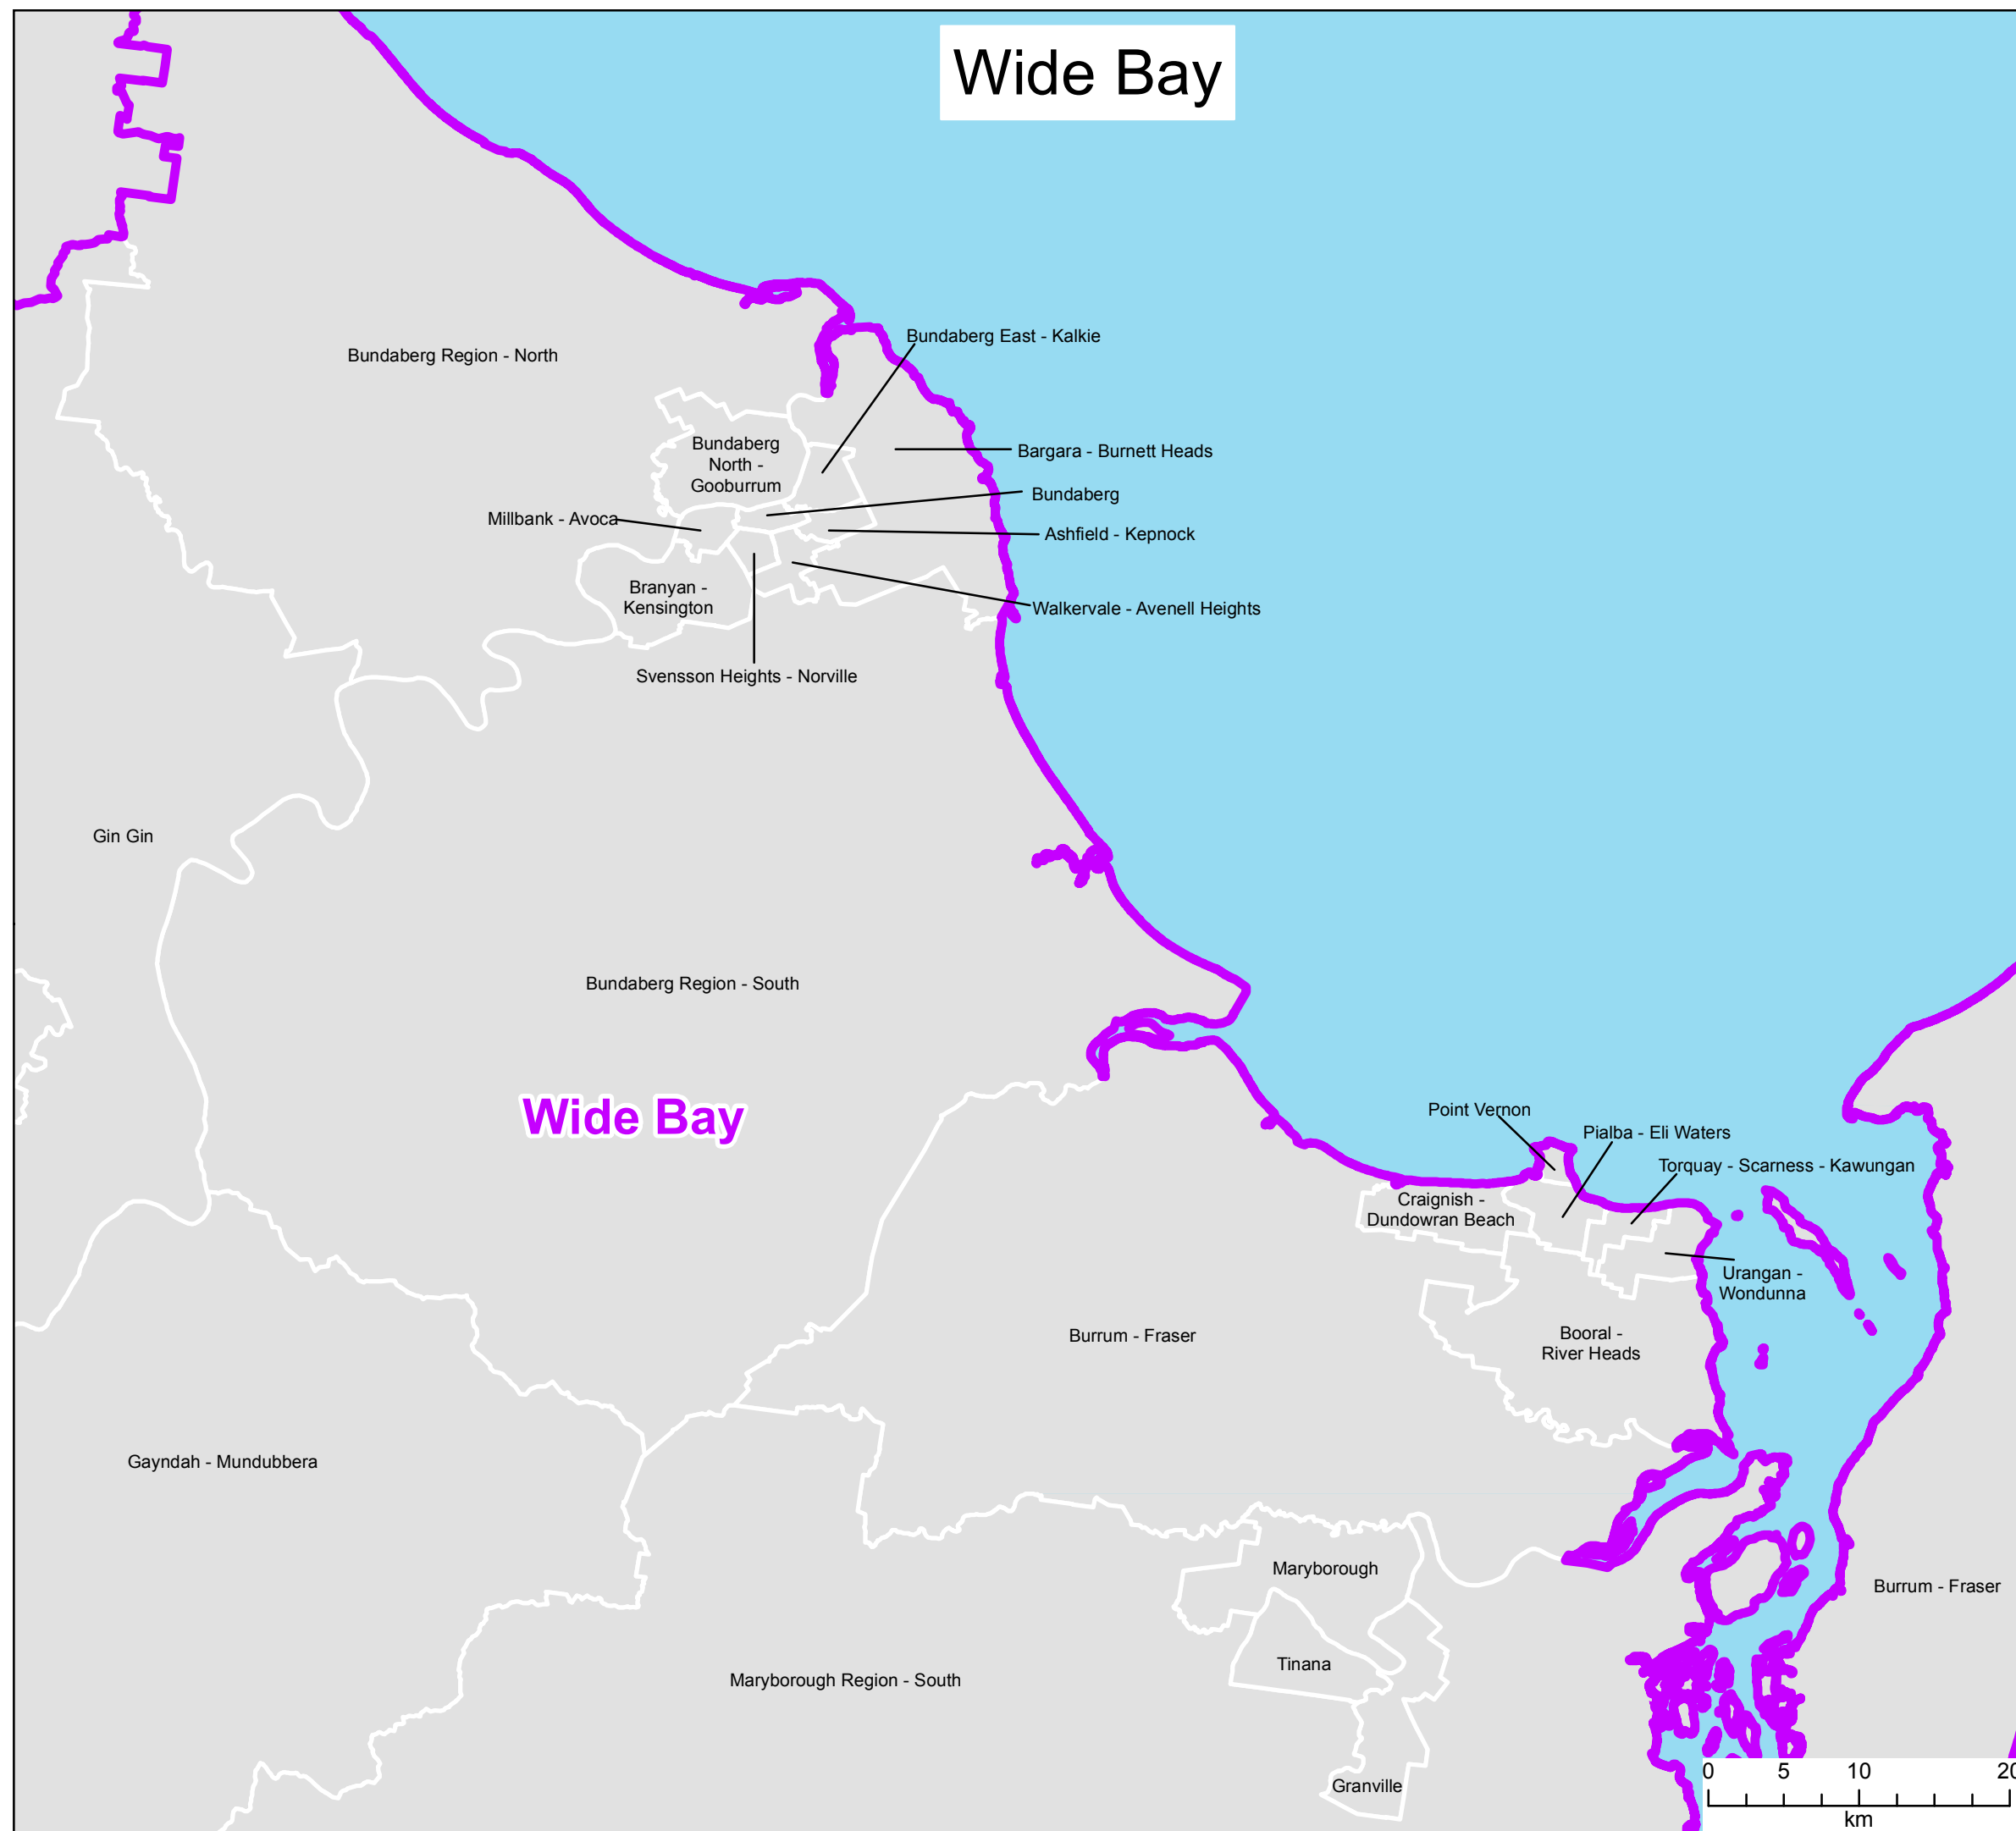 Wide Bay
Bundaberg East - Kalkie
Bundaberg Region - North
Bundaberg
North -
Gooburrum
Bargara - Burnett Heads
Bundaberg
Millbank - Avoca
Ashfield - Kepnock
Branyan -
Kensington
Walkervale - Avenell Heights
Svensson Heights - Norville
Gin Gin
Bundaberg Region - South
Wide Bay
Point Vernon
Pialba - Eli Waters
Torquay - Scarness - Kawungan
Craignish -
Dundowran Beach
Urangan -
Wondunna
Burrum - Fraser
Booral -
River Heads
Gayndah - Mundubbera
Maryborough
Burrum - Fraser
Tinana
Maryborough Region - South
Granville
0 5 10 20
km